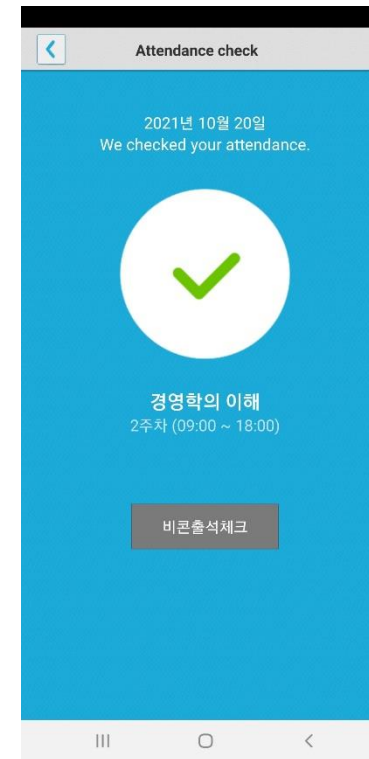 Attendance check
2021년 10월 20일
We checked your attendance.
경영학의 이해
2주차 (09:00 ~ 18:00)
비콘출석체크